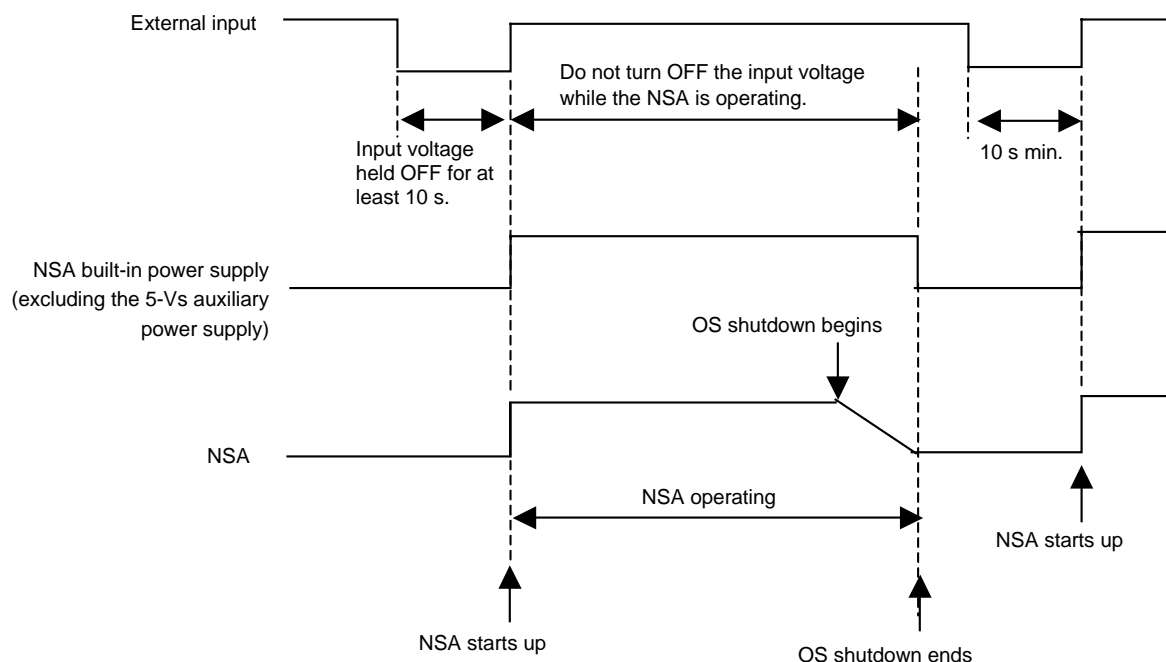 External input
Do not turn OFF the input voltage
while the NSA is operating.
Input voltage
held OFF for at
least 10 s.
10 s min.
NSA built-in power supply
(excluding the 5-Vs auxiliary
power supply)
OS shutdown begins
NSA
NSA operating
NSA starts up
NSA starts up
OS shutdown ends